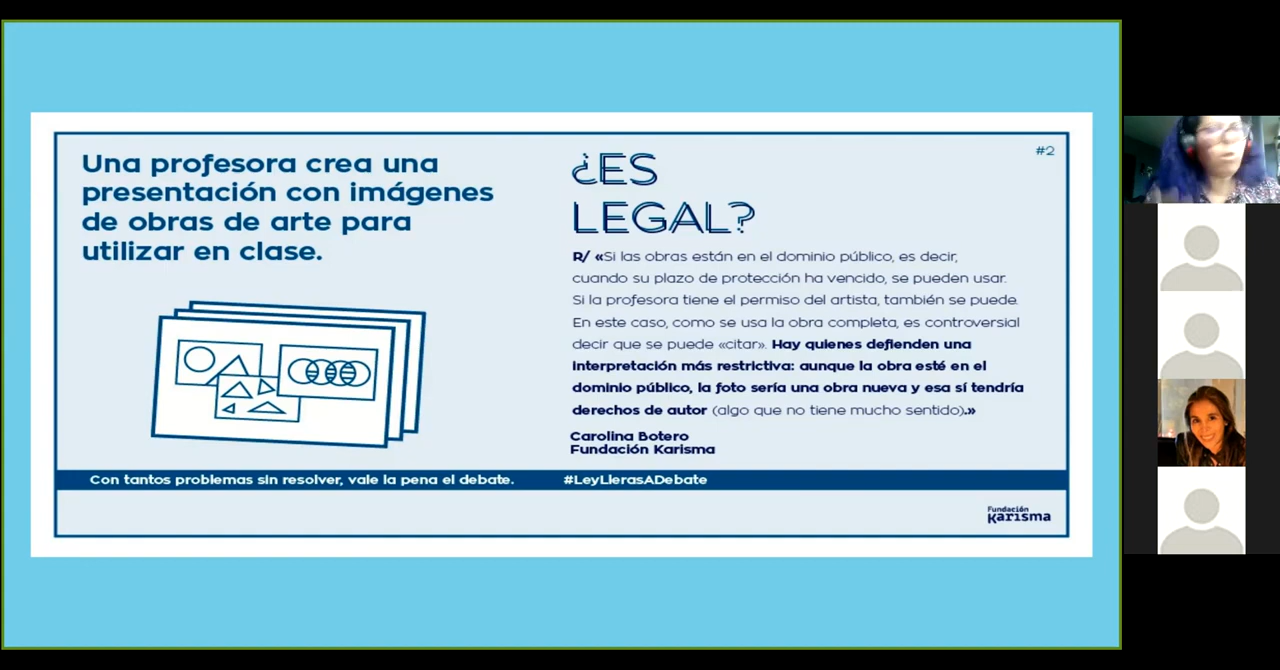 Una profesora crea una
presentación con imágenes
de obras de arte para
utilizar en clase.
¿ES
LEGAL?
#2
R/ «Si las obras están en el dominio público, es decir,
cuando su plazo de protección ha vencido, se pueden usar.
Si la profesora tiene el permiso del artista, también se puede.
En este caso, como se usa la obra completa, es controversial
decir que se puede «citar». Hay quienes defienden una
interpretación más restrictiva: aunque la obra esté en el
dominio público, la foto sería una obra nueva y esa sí tendría
derechos de autor (algo que no tiene mucho sentido).»
Carolina Botero
Fundación Karisma
Con tantos problemas sin resolver, vale la pena el debate.
#LeyLlerasADebate
Fundación
Karisma